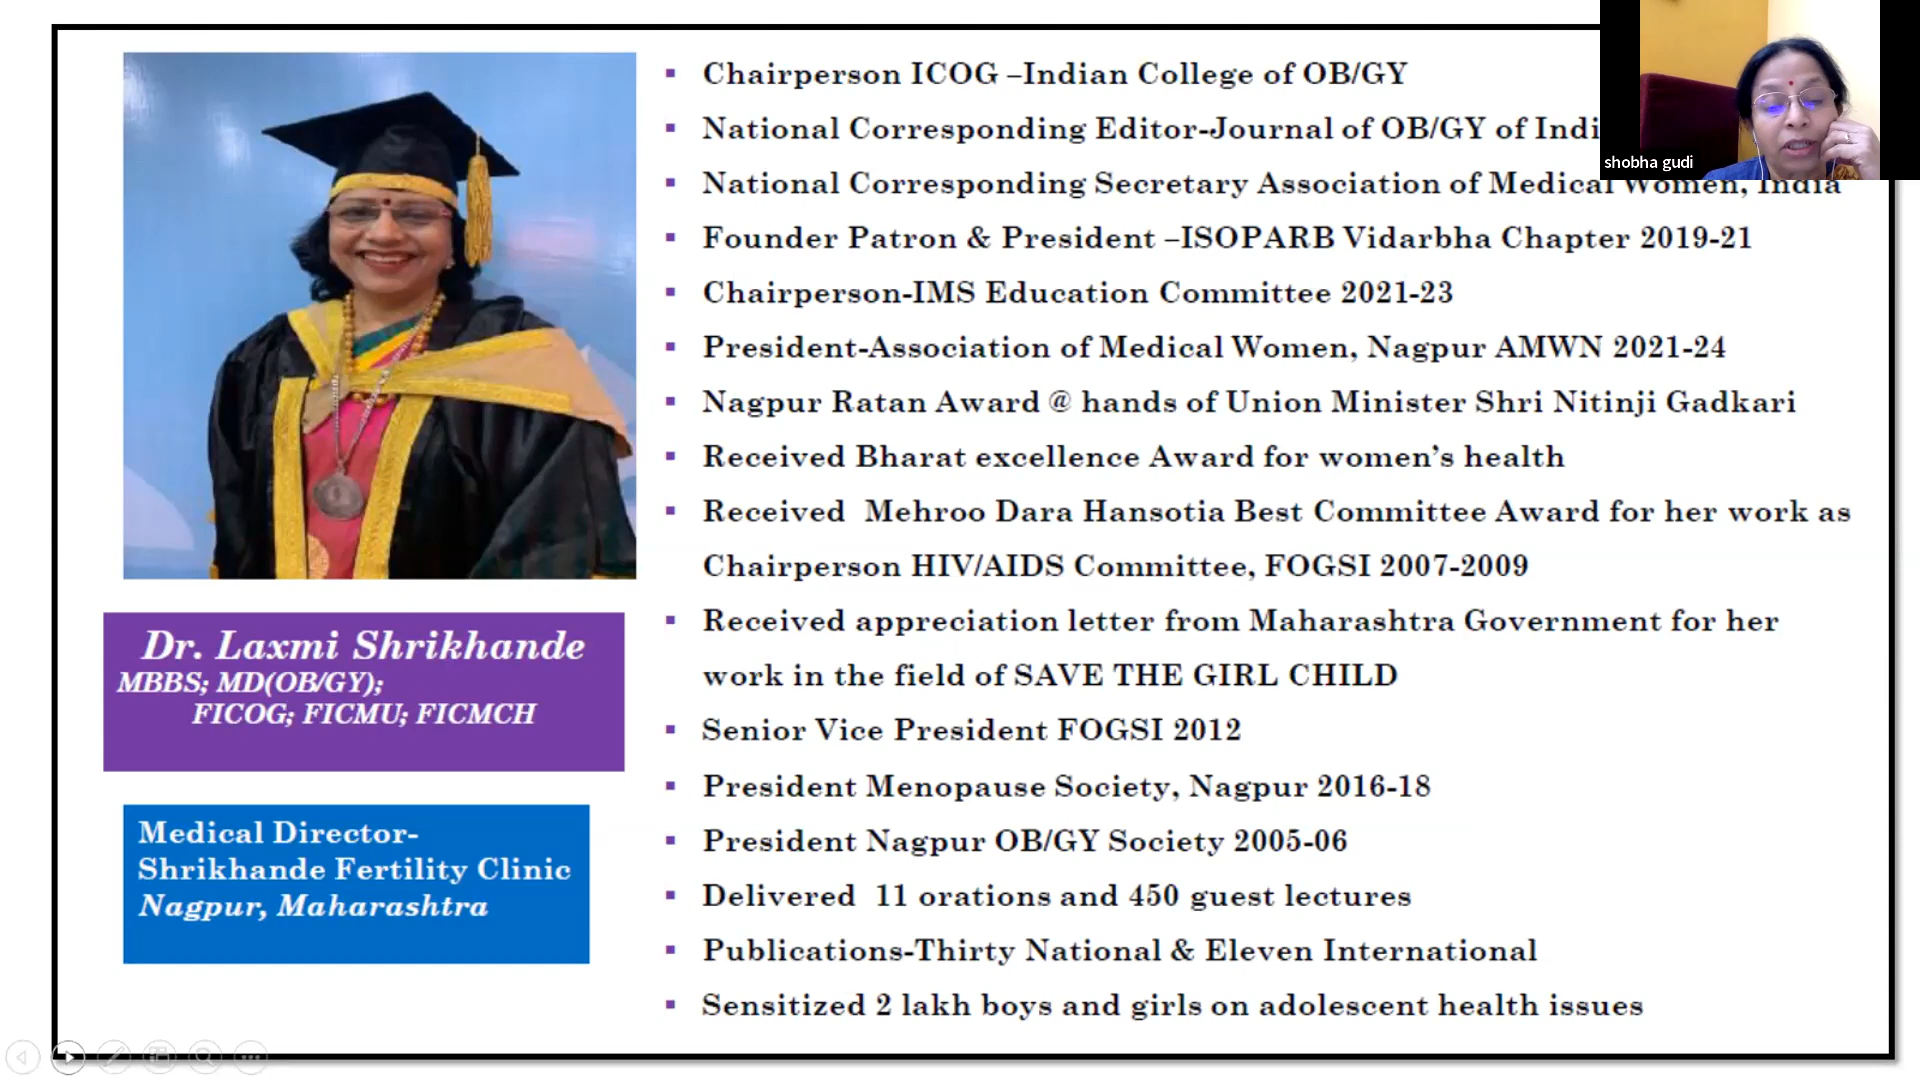 Chairperson ICOG –Indian College of OB/GY
National Corresponding Editor-Journal of OB/GY of
National Corresponding Secretary Association of Medical Women, India
Founder Patron & President –ISOPARB Vidarbha Chapter 2019-21
Chairperson-IMS Education Committee 2021-23
President-Association of Medical Women, Nagpur AMWN 2021-24
Nagpur Ratan Award @ hands of Union Minister Shri Nitinji Gadkari
Received Bharat excellence Award for women’s health
Received  Mehroo Dara Hansotia Best Committee Award for her work as
Chairperson HIV/AIDS Committee, FOGSI 2007-2009
Received appreciation letter from Maharashtra Government for her
work in the field of SAVE THE GIRL CHILD
Senior Vice President FOGSI 2012
President Menopause Society, Nagpur 2016-18
President Nagpur OB/GY Society 2005-06
Delivered  11 orations and 450 guest lectures
Publications-Thirty National & Eleven International
Sensitized 2 lakh boys and girls on adolescent health issues
Dr. Laxmi Shrikhande
MBBS; MD(OB/GY);
FICOG; FICMU; FICMCH
Medical Director-
Shrikhande Fertility Clinic
Nagpur, Maharashtra
shobha gudi